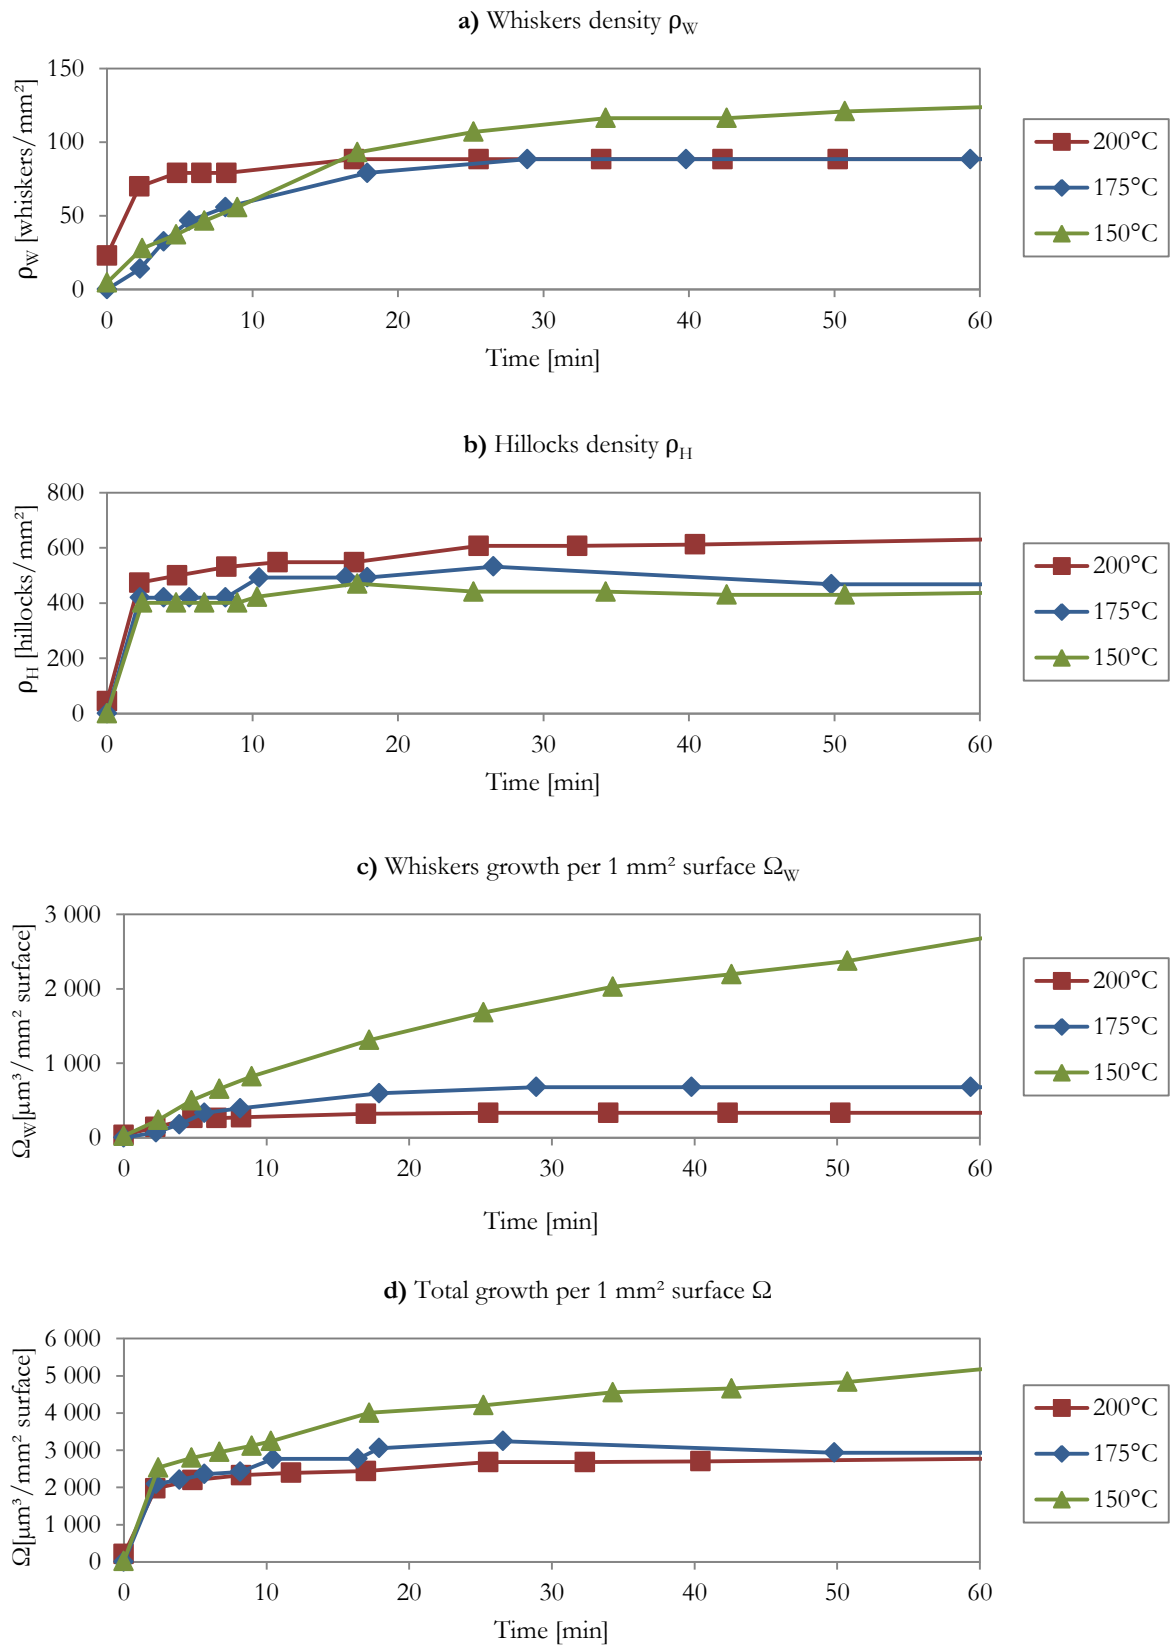 a) Whiskers density ρW
ρW [whiskers/mm²]
150
100
50
0
0 10 20 30 40 50 60
Time [min]
200°C
175°C
150°C
b) Hillocks density ρH
ρH [hillocks/mm²]
800
600
400
200
0
0 10 20 30 40 50 60
Time [min]
200°C
175°C
150°C
c) Whiskers growth per 1 mm² surface ΩW
ΩW[µm³/mm² surface]
3 000
2 000
1 000
0
0 10 20 30 40 50 60
Time [min]
200°C
175°C
150°C
d) Total growth per 1 mm² surface Ω
Ω[µm³/mm² surface]
6 000
5 000
4 000
3 000
2 000
1 000
0
0 10 20 30 40 50 60
Time [min]
200°C
175°C
150°C